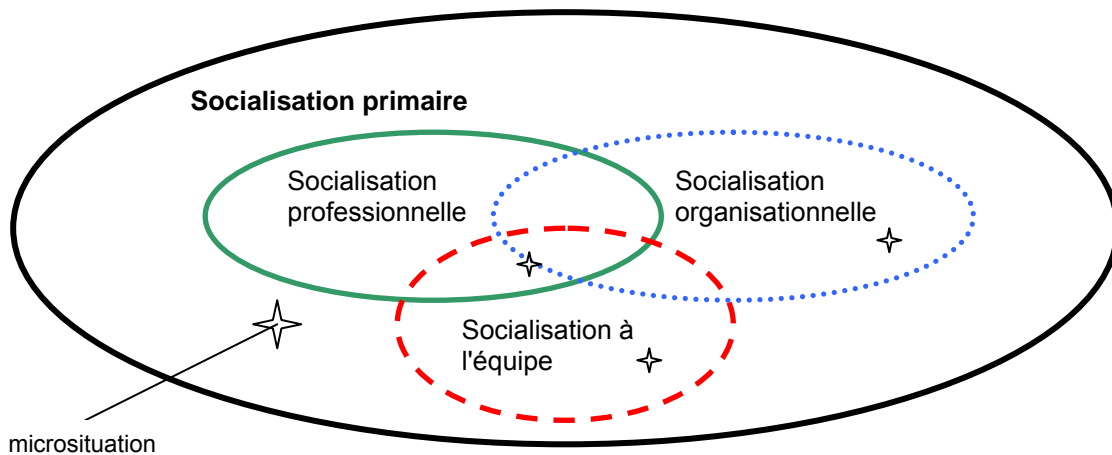 Socialisation primaire
Socialisation
professionnelle
Socialisation
organisationnelle
Socialisation à
l'équipe
microsituation